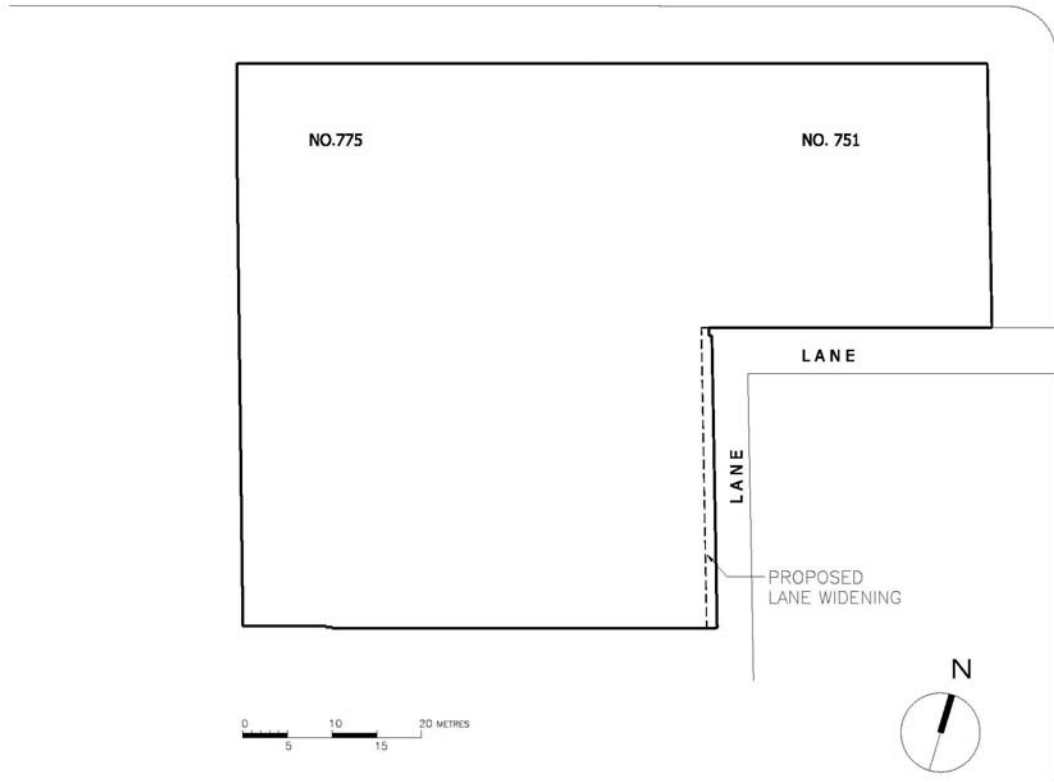 NO.775
NO. 751
LANE
LANE
PROPOSED
LANE WIDENING
N
0 10 20 METRES
5 15